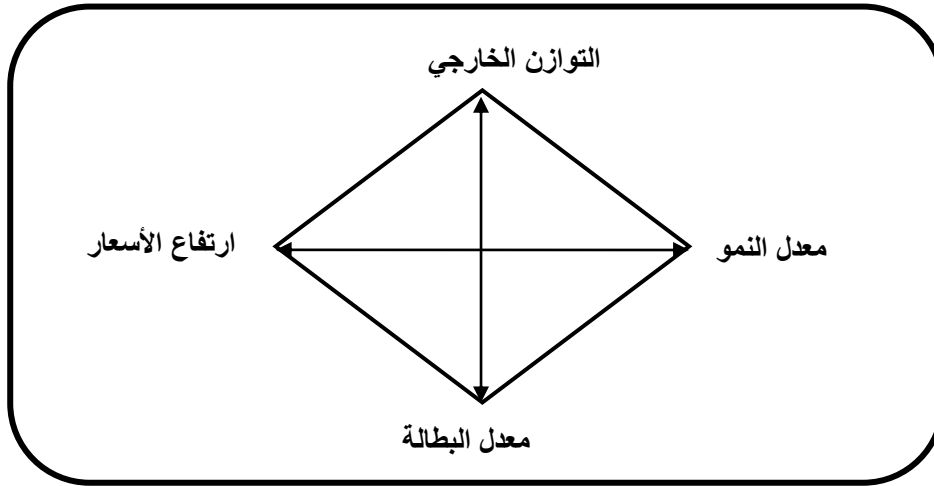 التوازن الخارجي
معدل النمو
ارتفاع الأسعار
معدل البطالة